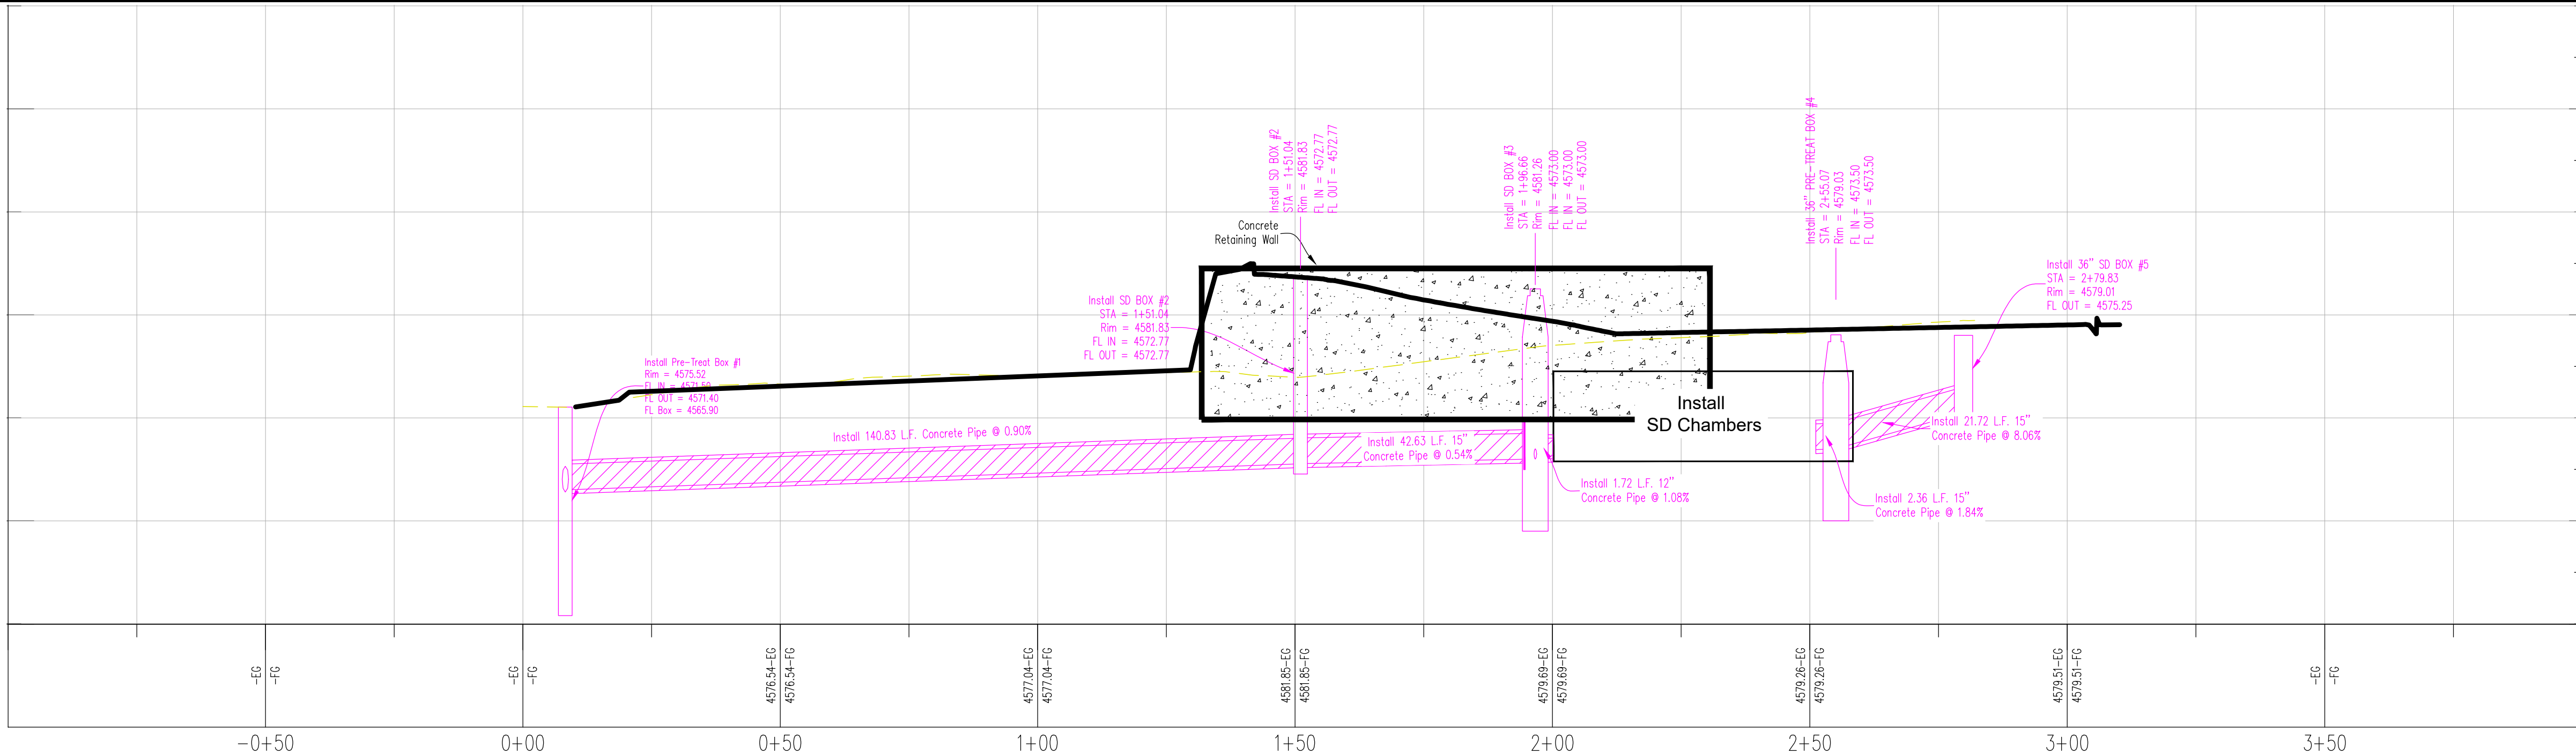 Install SD BOX #2
STA = 1+51.04
Rim = 4581.83
FL IN = 4572.77
FL OUT = 4572.77
Install SD BOX #3
STA = 1+96.66
Rim = 4581.26
FL IN = 4573.00
FL IN = 4573.00
FL OUT = 4573.00
Install 36" PRE-TREAT BOX #4
STA = 2+55.07
Rim = 4579.03
FL IN = 4573.50
FL OUT = 4573.50
Concrete
Retaining Wall
Install 36" SD BOX #5
STA = 2+79.83
Rim = 4579.01
FL OUT = 4575.25
Install SD BOX #2
STA = 1+51.04
Rim = 4581.83
FL IN = 4572.77
FL OUT = 4572.77
Install Pre-Treat Box #1
Rim = 4575.52
FL IN = 4571.50
FL OUT = 4571.40
FL Box = 4565.90
Install
SD Chambers
Install 140.83 L.F. Concrete Pipe @ 0.90%
Install 42.63 L.F. 15"
Concrete Pipe @ 0.54%
Install 21.72 L.F. 15"
Concrete Pipe @ 8.06%
Install 1.72 L.F. 12"
Concrete Pipe @ 1.08%
Install 2.36 L.F. 15"
Concrete Pipe @ 1.84%
-EG
-FG
-EG
-FG
4576.54-EG
4576.54-FG
4577.04-EG
4577.04-FG
4581.85-EG
4581.85-FG
4579.69-EG
4579.69-FG
4579.26-EG
4579.26-FG
4579.51-EG
4579.51-FG
-EG
-FG
-0+50
0+00
0+50
1+00
1+50
2+00
2+50
3+00
3+50